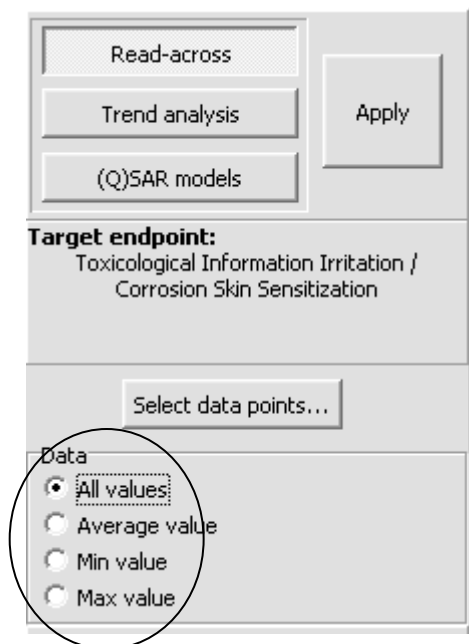 Read-across
Trend analysis
Apply
(Q)SAR models
Target endpoint:
Toxicological Information Irritation /
Corrosion Skin Sensitization
Select data points...
Data
All values
Average value
Min value
Max value